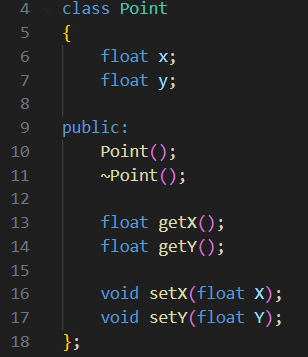 4 class Point
5 {
6     float x;
7     float y;
8
9 public:
10     Point();
11     ~Point();
12
13     float getX();
14     float getY();
15
16     void setX(float X);
17     void setY(float Y);
18 };